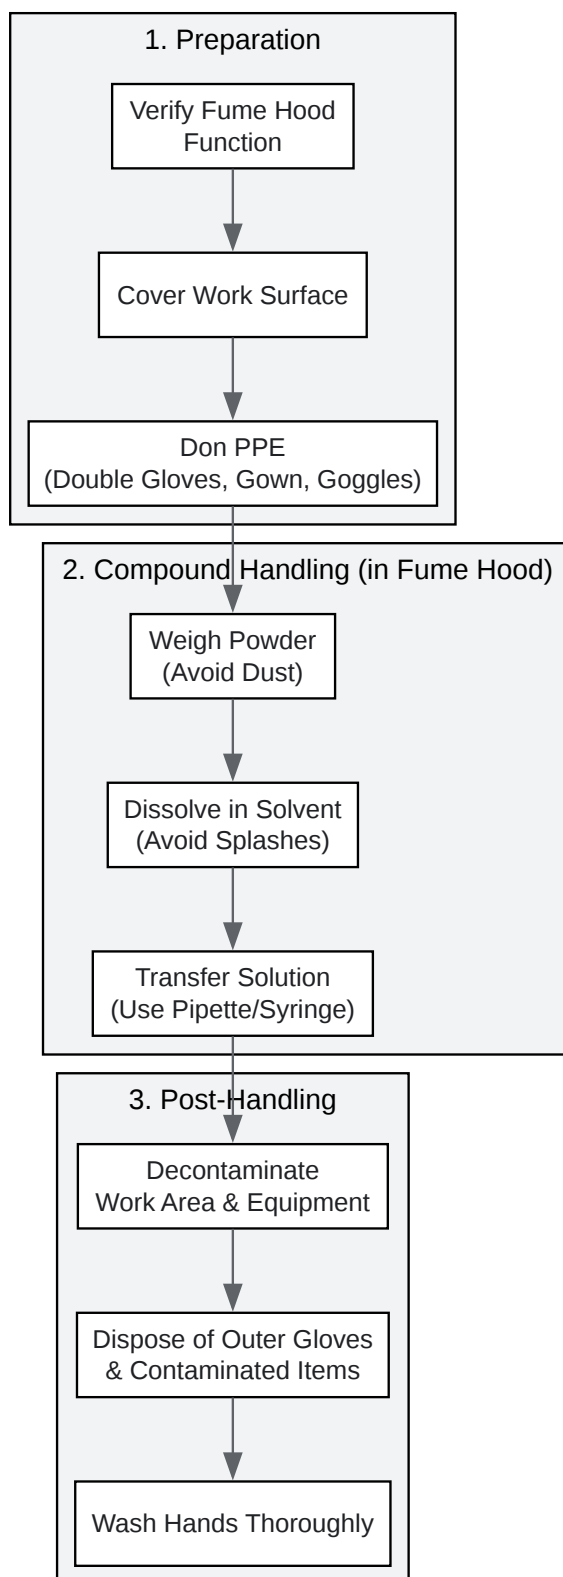 1. Preparation
Verify Fume Hood
Function
Cover Work Surface
Don PPE
(Double Gloves, Gown, Goggles)
2. Compound Handling (in Fume Hood)
Weigh Powder
(Avoid Dust)
Dissolve in Solvent
(Avoid Splashes)
Transfer Solution
(Use Pipette/Syringe)
3. Post-Handling
Decontaminate
Work Area & Equipment
Dispose of Outer Gloves
& Contaminated Items
Wash Hands Thoroughly